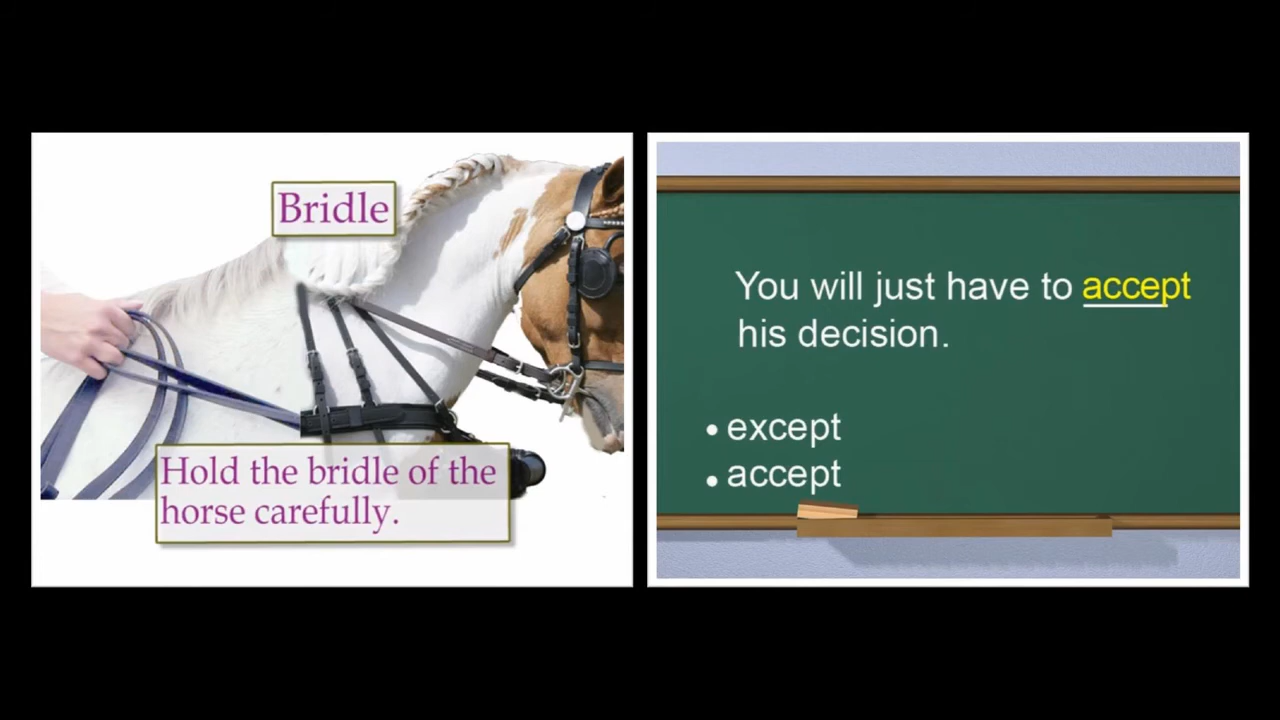 Bridle
Hold the bridle of the
horse carefully.
You will just have to accept
his decision.
• except
• accept